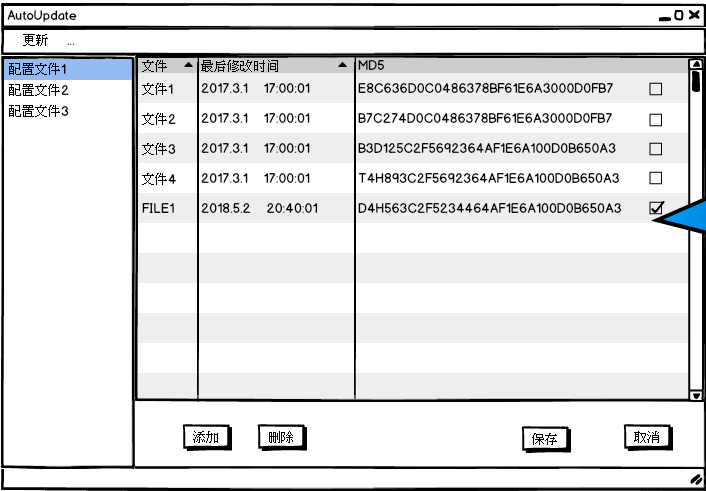 AutoUpdate
更新 ...
配置文件1
配置文件2
配置文件3
文件 最后修改时间 MD5
文件1 2017.3.1 17:00:01 E8C636D0C0486378BF61E6A3000D0FB7
文件2 2017.3.1 17:00:01 B7C274D0C0486378BF61E6A3000D0FB7
文件3 2017.3.1 17:00:01 B3D125C2F5692364AF1E6A100D0B650A3
文件4 2017.3.1 17:00:01 T4H893C2F5692364AF1E6A100D0B650A3
FILE1 2018.5.2 20:40:01 D4H563C2F5234464AF1E6A100D0B650A3
添加 删除 保存 取消